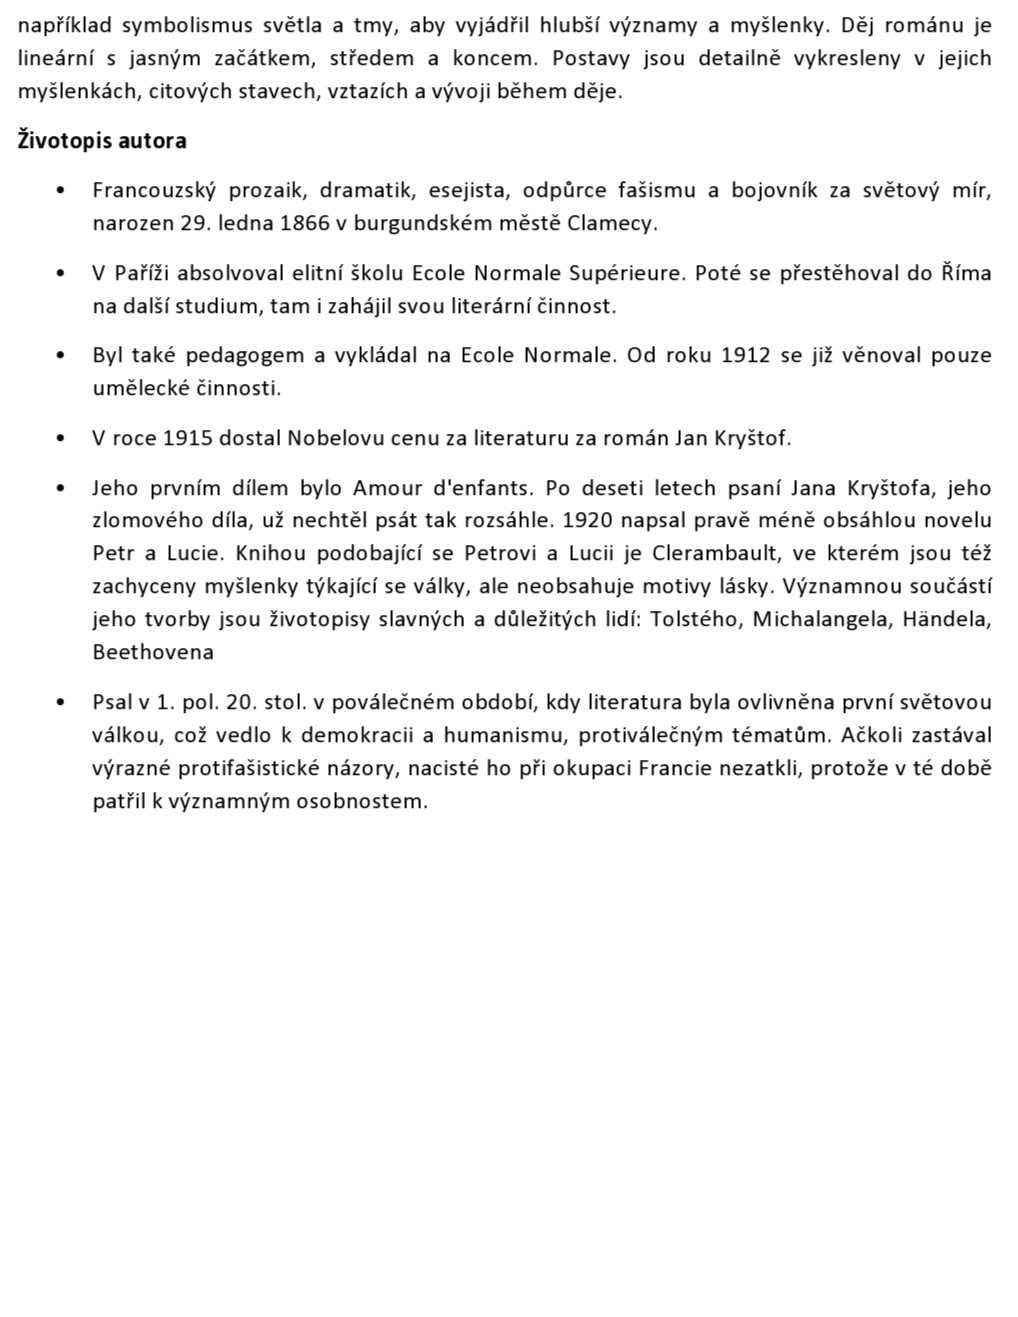 například symbolismus světla a tmy, aby vyjádřil hlubší významy a myšlenky. Děj románu je
lineární s jasným začátkem, středem a koncem. Postavy jsou detailně vykresleny v jejich
myšlenkách, citových stavech, vztazích a vývoji během děje.
Životopis autora
• Francouzský prozaik, dramatik, esejista, odpůrce fašismu a bojovník za světový mír,
narozen 29. ledna 1866 v burgundském městě Clamecy.
• V Paříži absolvoval elitní školu Ecole Normale Supérieure. Poté se přestěhoval do Říma
na další studium, tam i zahájil svou literární činnost.
• Byl také pedagogem a vykládal na Ecole Normale. Od roku 1912 se již věnoval pouze
umělecké činnosti.
• V roce 1915 dostal Nobelovu cenu za literaturu za román Jan Kryštof.
• Jeho prvním dílem bylo Amour d'enfants. Po deseti letech psaní Jana Kryštofa, jeho
zlomového díla, už nechtěl psát tak rozsáhle. 1920 napsal pravě méně obsáhlou novelu
Petr a Lucie. Knihou podobající se Petrovi a Lucii je Clerambault, ve kterém jsou též
zachyceny myšlenky týkající se války, ale neobsahuje motivy lásky. Významnou součástí
jeho tvorby jsou životopisy slavných a důležitých lidí: Tolstého, Michalangela, Händela,
Beethovena
• Psal v 1. pol. 20. stol. v poválečném období, kdy literatura byla ovlivněna první světovou
válkou, což vedlo k demokracii a humanismu, protiválečným tématům. Ačkoli zastával
výrazné protifašistické názory, nacisté ho při okupaci Francie nezatkli, protože v té době
patřil k významným osobnostem.